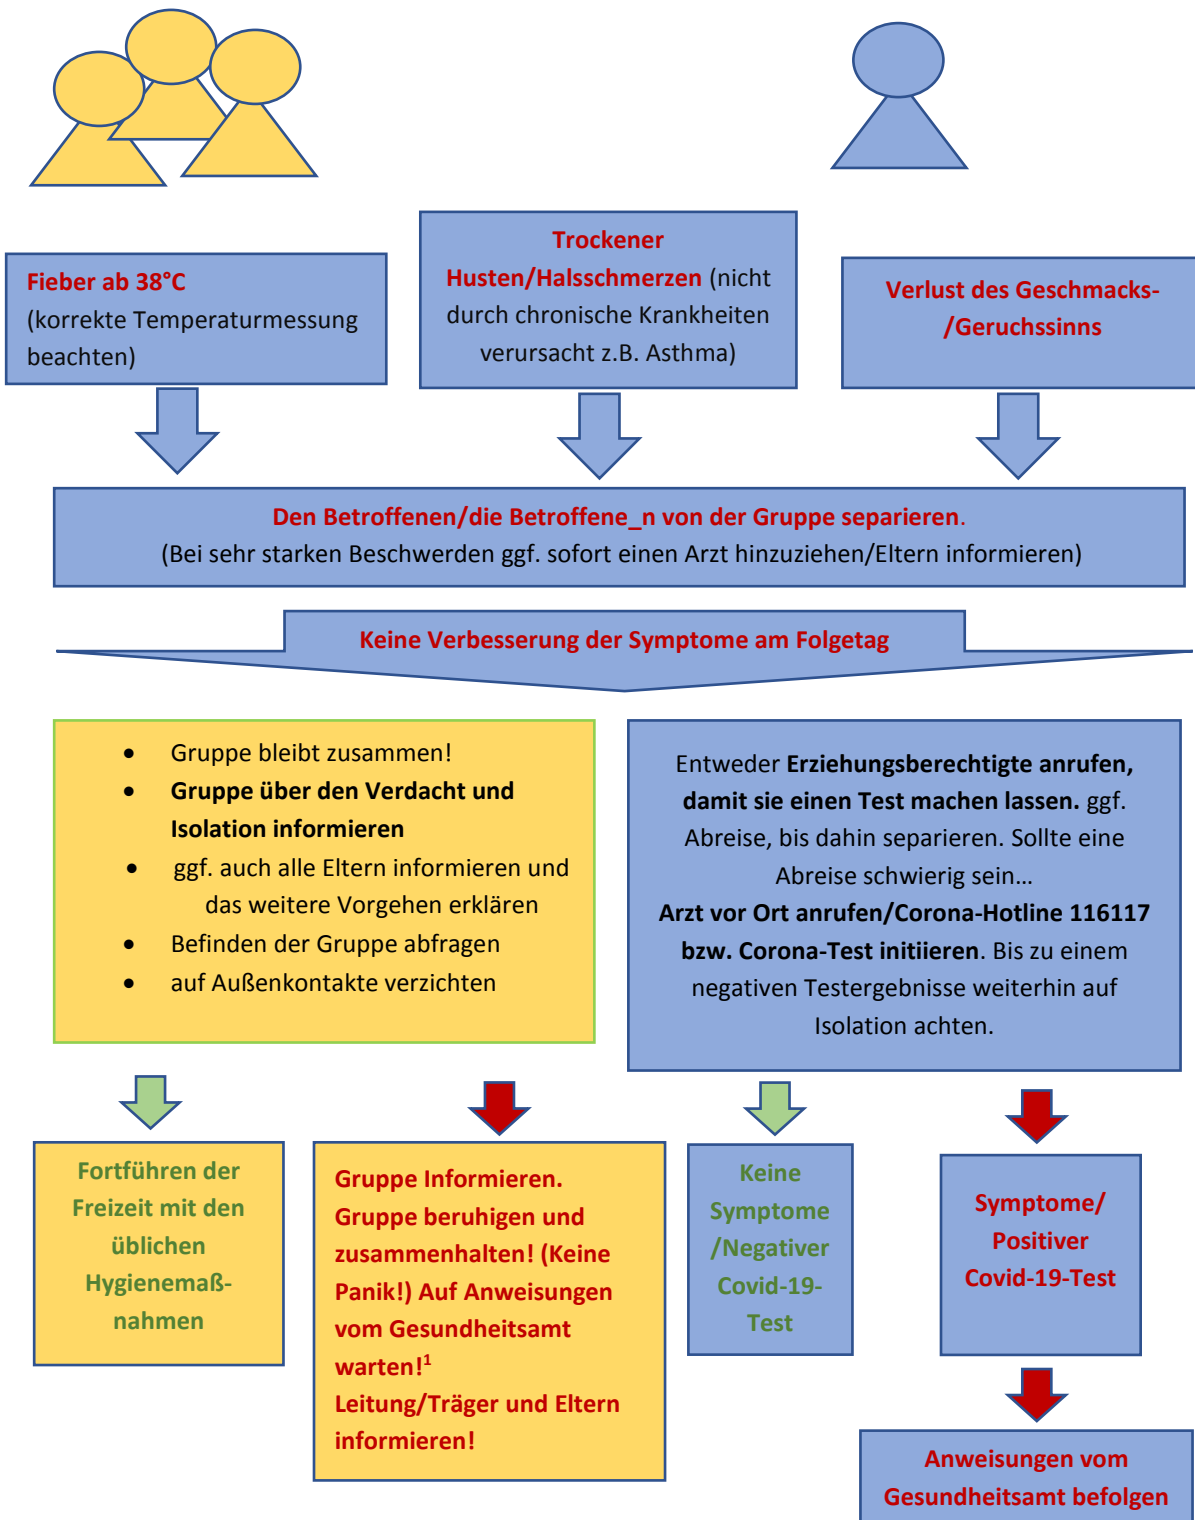 Fieber ab 38°C
(korrekte Temperaturmessung
beachten)
Trockener
Husten/Halsschmerzen (nicht
durch chronische Krankheiten
verursacht z.B. Asthma)
Verlust des Geschmacks-
/Geruchssinns
Den Betroffenen/die Betroffene_n von der Gruppe separieren.
(Bei sehr starken Beschwerden ggf. sofort einen Arzt hinzuziehen/Eltern informieren)
Keine Verbesserung der Symptome am Folgetag
• Gruppe bleibt zusammen!
• Gruppe über den Verdacht und
Isolation informieren
• ggf. auch alle Eltern informieren und
das weitere Vorgehen erklären
• Befinden der Gruppe abfragen
• auf Außenkontakte verzichten
Entweder Erziehungsberechtigte anrufen,
damit sie einen Test machen lassen. ggf.
Abreise, bis dahin separieren. Sollte eine
Abreise schwierig sein…
Arzt vor Ort anrufen/Corona-Hotline 116117
bzw. Corona-Test initiieren. Bis zu einem
negativen Testergebnisse weiterhin auf
Isolation achten.
Fortführen der
Freizeit mit den
üblichen
Hygienemaß-
nahmen
Gruppe Informieren.
Gruppe beruhigen und
zusammenhalten! (Keine
Panik!) Auf Anweisungen
vom Gesundheitsamt
warten!¹
Leitung/Träger und Eltern
informieren!
Keine
Symptome
/Negativer
Covid-19-
Test
Symptome/
Positiver
Covid-19-Test
Anweisungen vom
Gesundheitsamt befolgen